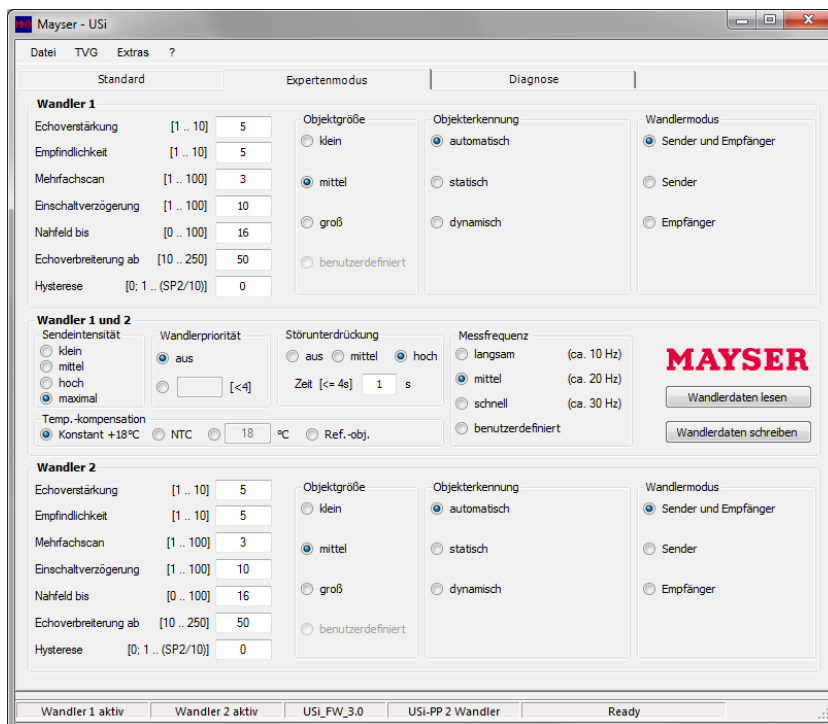 Mayser - USi
Datei TVG Extras ?
Standard Expertenmodus Diagnose
Wandler 1
Echoverstärkung [1 .. 10] 5
Empfindlichkeit [1 .. 10] 5
Mehrfachscan [1 .. 100] 3
Einschaltverzögerung [1 .. 100] 10
Nahfeld bis [0 .. 100] 16
Echoverbreiterung ab [10 .. 250] 50
Hysterese [0; 1 .. (SP2/10)] 0
Objektgröße
klein
mittel
groß
benutzerdefiniert
Objekterkennung
automatisch
statisch
dynamisch
Wandlermodus
Sender und Empfänger
Sender
Empfänger
Wandler 1 und 2
Sendeintensität
klein
mittel
hoch
maximal
Wandlerpriorität
aus
[<4]
Störunterdrückung
aus mittel hoch
Zeit [<= 4s] 1 s
Temp.-kompensation
Konstant +18°C NTC 18 °C Ref.-obj.
Messfrequenz
langsam (ca. 10 Hz)
mittel (ca. 20 Hz)
schnell (ca. 30 Hz)
benutzerdefiniert
MAYSER
Wandlerdaten lesen
Wandlerdaten schreiben
Wandler 2
Echoverstärkung [1 .. 10] 5
Empfindlichkeit [1 .. 10] 5
Mehrfachscan [1 .. 100] 3
Einschaltverzögerung [1 .. 100] 10
Nahfeld bis [0 .. 100] 16
Echoverbreiterung ab [10 .. 250] 50
Hysterese [0; 1 .. (SP2/10)] 0
Objektgröße
klein
mittel
groß
benutzerdefiniert
Objekterkennung
automatisch
statisch
dynamisch
Wandlermodus
Sender und Empfänger
Sender
Empfänger
Wandler 1 aktiv Wandler 2 aktiv USi_FW_3.0 USi-PP 2 Wandler Ready